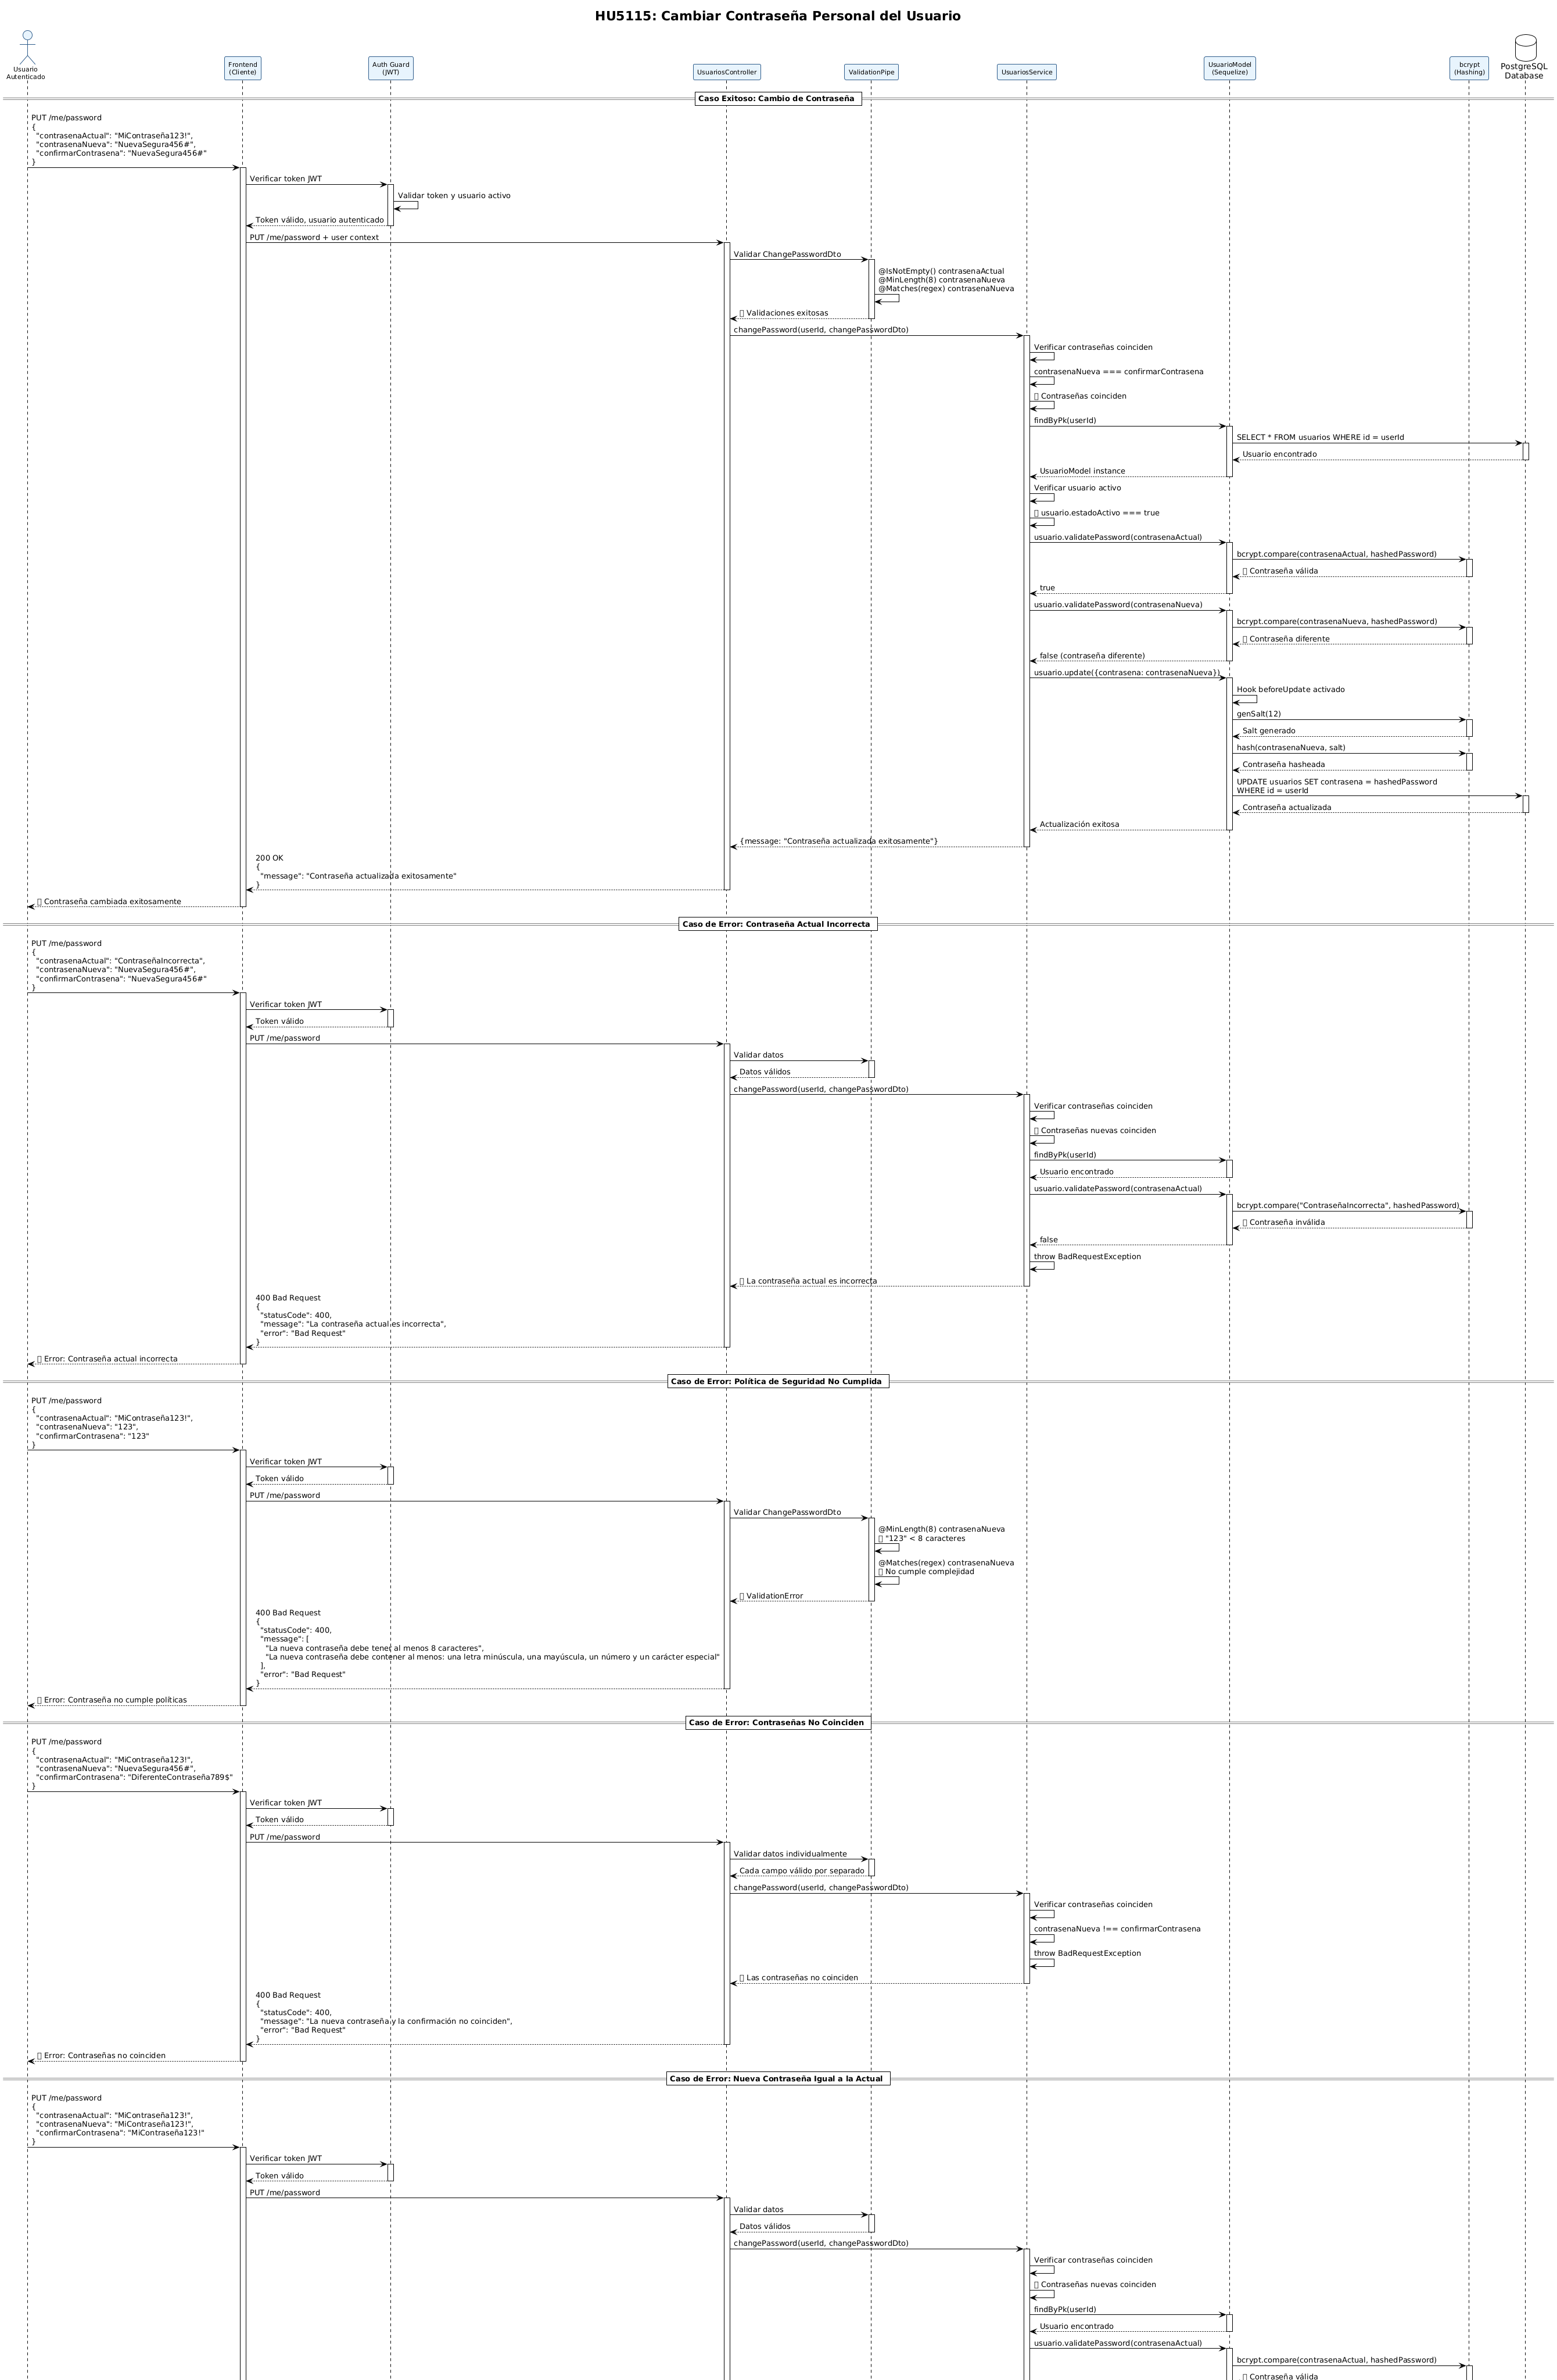 HU5115: Cambiar Contraseña Personal del Usuario
Usuario
Autenticado
Frontend
(Cliente)
Auth Guard
(JWT)
UsuariosController
ValidationPipe
UsuariosService
UsuarioModel
(Sequelize)
bcrypt
(Hashing)
PostgreSQL
Database
Caso Exitoso: Cambio de Contraseña
PUT /me/password
{
"contrasenaActual": "MiContraseña123!",
"contrasenaNueva": "NuevaSegura456#",
"confirmarContrasena": "NuevaSegura456#"
}
Verificar token JWT
Validar token y usuario activo
Token válido, usuario autenticado
PUT /me/password + user context
Validar ChangePasswordDto
@IsNotEmpty() contrasenaActual
@MinLength(8) contrasenaNueva
@Matches(regex) contrasenaNueva
Validaciones exitosas
changePassword(userId, changePasswordDto)
Verificar contraseñas coinciden
contrasenaNueva === confirmarContrasena
Contraseñas coinciden
findByPk(userId)
SELECT * FROM usuarios WHERE id = userId
Usuario encontrado
UsuarioModel instance
Verificar usuario activo
usuario.estadoActivo === true
usuario.validatePassword(contrasenaActual)
bcrypt.compare(contrasenaActual, hashedPassword)
Contraseña válida
true
usuario.validatePassword(contrasenaNueva)
bcrypt.compare(contrasenaNueva, hashedPassword)
Contraseña diferente
false (contraseña diferente)
usuario.update({contrasena: contrasenaNueva})
Hook beforeUpdate activado
genSalt(12)
Salt generado
hash(contrasenaNueva, salt)
Contraseña hasheada
UPDATE usuarios SET contrasena = hashedPassword
WHERE id = userId
Contraseña actualizada
Actualización exitosa
{message: "Contraseña actualizada exitosamente"}
200 OK
{
"message": "Contraseña actualizada exitosamente"
}
Contraseña cambiada exitosamente
Caso de Error: Contraseña Actual Incorrecta
PUT /me/password
{
"contrasenaActual": "ContraseñaIncorrecta",
"contrasenaNueva": "NuevaSegura456#",
"confirmarContrasena": "NuevaSegura456#"
}
Verificar token JWT
Token válido
PUT /me/password
Validar datos
Datos válidos
changePassword(userId, changePasswordDto)
Verificar contraseñas coinciden
Contraseñas nuevas coinciden
findByPk(userId)
Usuario encontrado
usuario.validatePassword(contrasenaActual)
bcrypt.compare("ContraseñaIncorrecta", hashedPassword)
Contraseña inválida
false
throw BadRequestException
La contraseña actual es incorrecta
400 Bad Request
{
"statusCode": 400,
"message": "La contraseña actual es incorrecta",
"error": "Bad Request"
}
Error: Contraseña actual incorrecta
Caso de Error: Política de Seguridad No Cumplida
PUT /me/password
{
"contrasenaActual": "MiContraseña123!",
"contrasenaNueva": "123",
"confirmarContrasena": "123"
}
Verificar token JWT
Token válido
PUT /me/password
Validar ChangePasswordDto
@MinLength(8) contrasenaNueva
"123" < 8 caracteres
@Matches(regex) contrasenaNueva
No cumple complejidad
ValidationError
400 Bad Request
{
"statusCode": 400,
"message": [
"La nueva contraseña debe tener al menos 8 caracteres",
"La nueva contraseña debe contener al menos: una letra minúscula, una mayúscula, un número y un carácter especial"
],
"error": "Bad Request"
}
Error: Contraseña no cumple políticas
Caso de Error: Contraseñas No Coinciden
PUT /me/password
{
"contrasenaActual": "MiContraseña123!",
"contrasenaNueva": "NuevaSegura456#",
"confirmarContrasena": "DiferenteContraseña789$"
}
Verificar token JWT
Token válido
PUT /me/password
Validar datos individualmente
Cada campo válido por separado
changePassword(userId, changePasswordDto)
Verificar contraseñas coinciden
contrasenaNueva !== confirmarContrasena
throw BadRequestException
Las contraseñas no coinciden
400 Bad Request
{
"statusCode": 400,
"message": "La nueva contraseña y la confirmación no coinciden",
"error": "Bad Request"
}
Error: Contraseñas no coinciden
Caso de Error: Nueva Contraseña Igual a la Actual
PUT /me/password
{
"contrasenaActual": "MiContraseña123!",
"contrasenaNueva": "MiContraseña123!",
"confirmarContrasena": "MiContraseña123!"
}
Verificar token JWT
Token válido
PUT /me/password
Validar datos
Datos válidos
changePassword(userId, changePasswordDto)
Verificar contraseñas coinciden
Contraseñas nuevas coinciden
findByPk(userId)
Usuario encontrado
usuario.validatePassword(contrasenaActual)
bcrypt.compare(contrasenaActual, hashedPassword)
Contraseña válida